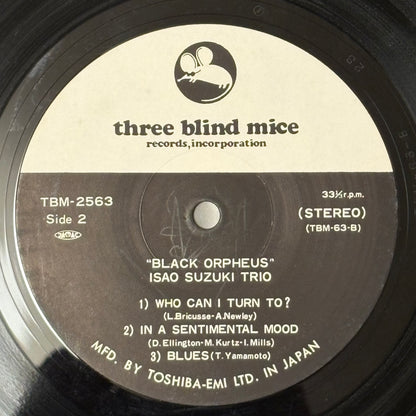 three blind mice
records, incorporation
TBM-2563
Side 2
33⅓ r.p.m.
(STEREO)
(TBM-63-B)
"BLACK ORPHEUS"
ISAO SUZUKI TRIO
1) WHO CAN I TURN TO?
(L.Bricusse-A.Newley)
2) IN A SENTIMENTAL MOOD
(D.Ellington-M.Kurtz-I.Mills)
3) BLUES (T.Yamamoto)
MFD. BY TOSHIBA-EMI LTD. IN JAPAN